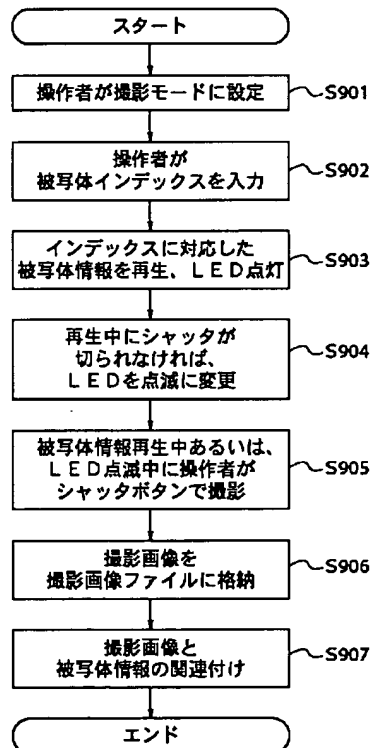 スタート
操作者が撮影モードに設定
S901
操作者が
被写体インデックスを入力
S902
インデックスに対応した
被写体情報を再生、LED点灯
S903
再生中にシャッタが
切られなければ、
LEDを点滅に変更
S904
被写体情報再生中あるいは、
LED点滅中に操作者が
シャッタボタンで撮影
S905
撮影画像を
撮影画像ファイルに格納
S906
撮影画像と
被写体情報の関連付け
S907
エンド